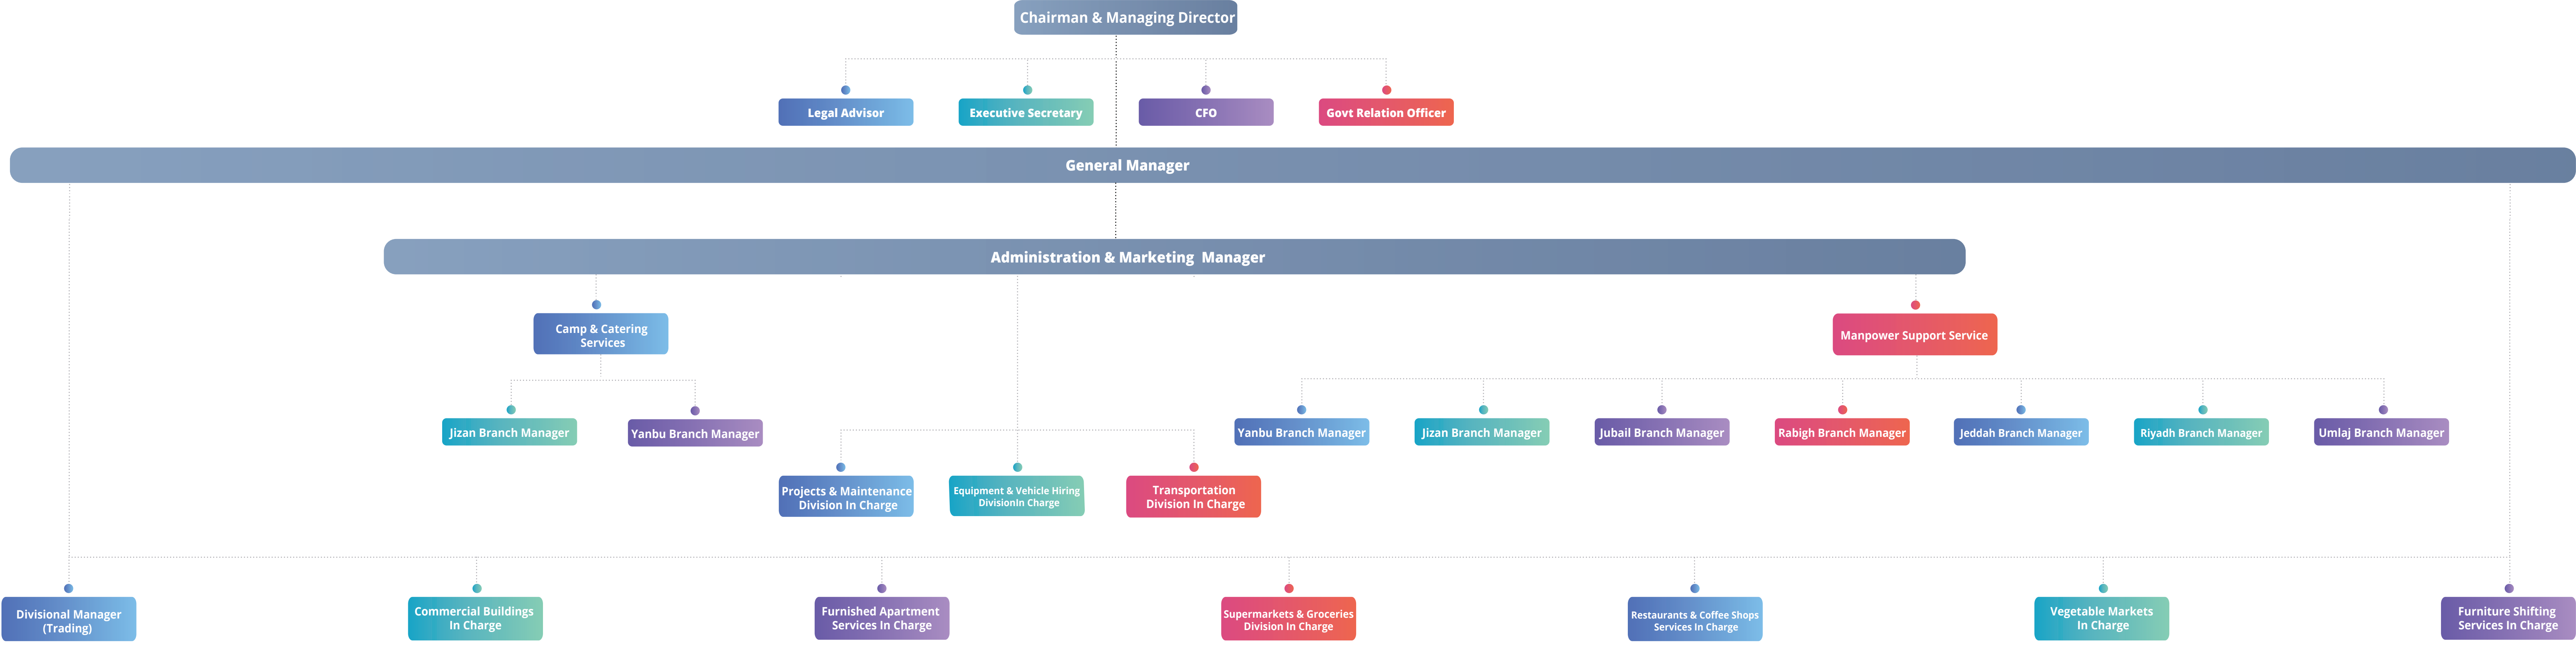 Chairman & Managing Director
Legal Advisor
Executive Secretary
CFO
Govt Relation Officer
General Manager
Administration & Marketing Manager
Camp & Catering
Services
Manpower Support Service
Jizan Branch Manager
Yanbu Branch Manager
Yanbu Branch Manager
Jizan Branch Manager
Jubail Branch Manager
Rabigh Branch Manager
Jeddah Branch Manager
Riyadh Branch Manager
Umlaj Branch Manager
Projects & Maintenance
Division In Charge
Equipment & Vehicle Hiring
DivisionIn Charge
Transportation
Division In Charge
Divisional Manager
(Trading)
Commercial Buildings
In Charge
Furnished Apartment
Services In Charge
Supermarkets & Groceries
Division In Charge
Restaurants & Coffee Shops
Services In Charge
Vegetable Markets
In Charge
Furniture Shifting
Services In Charge